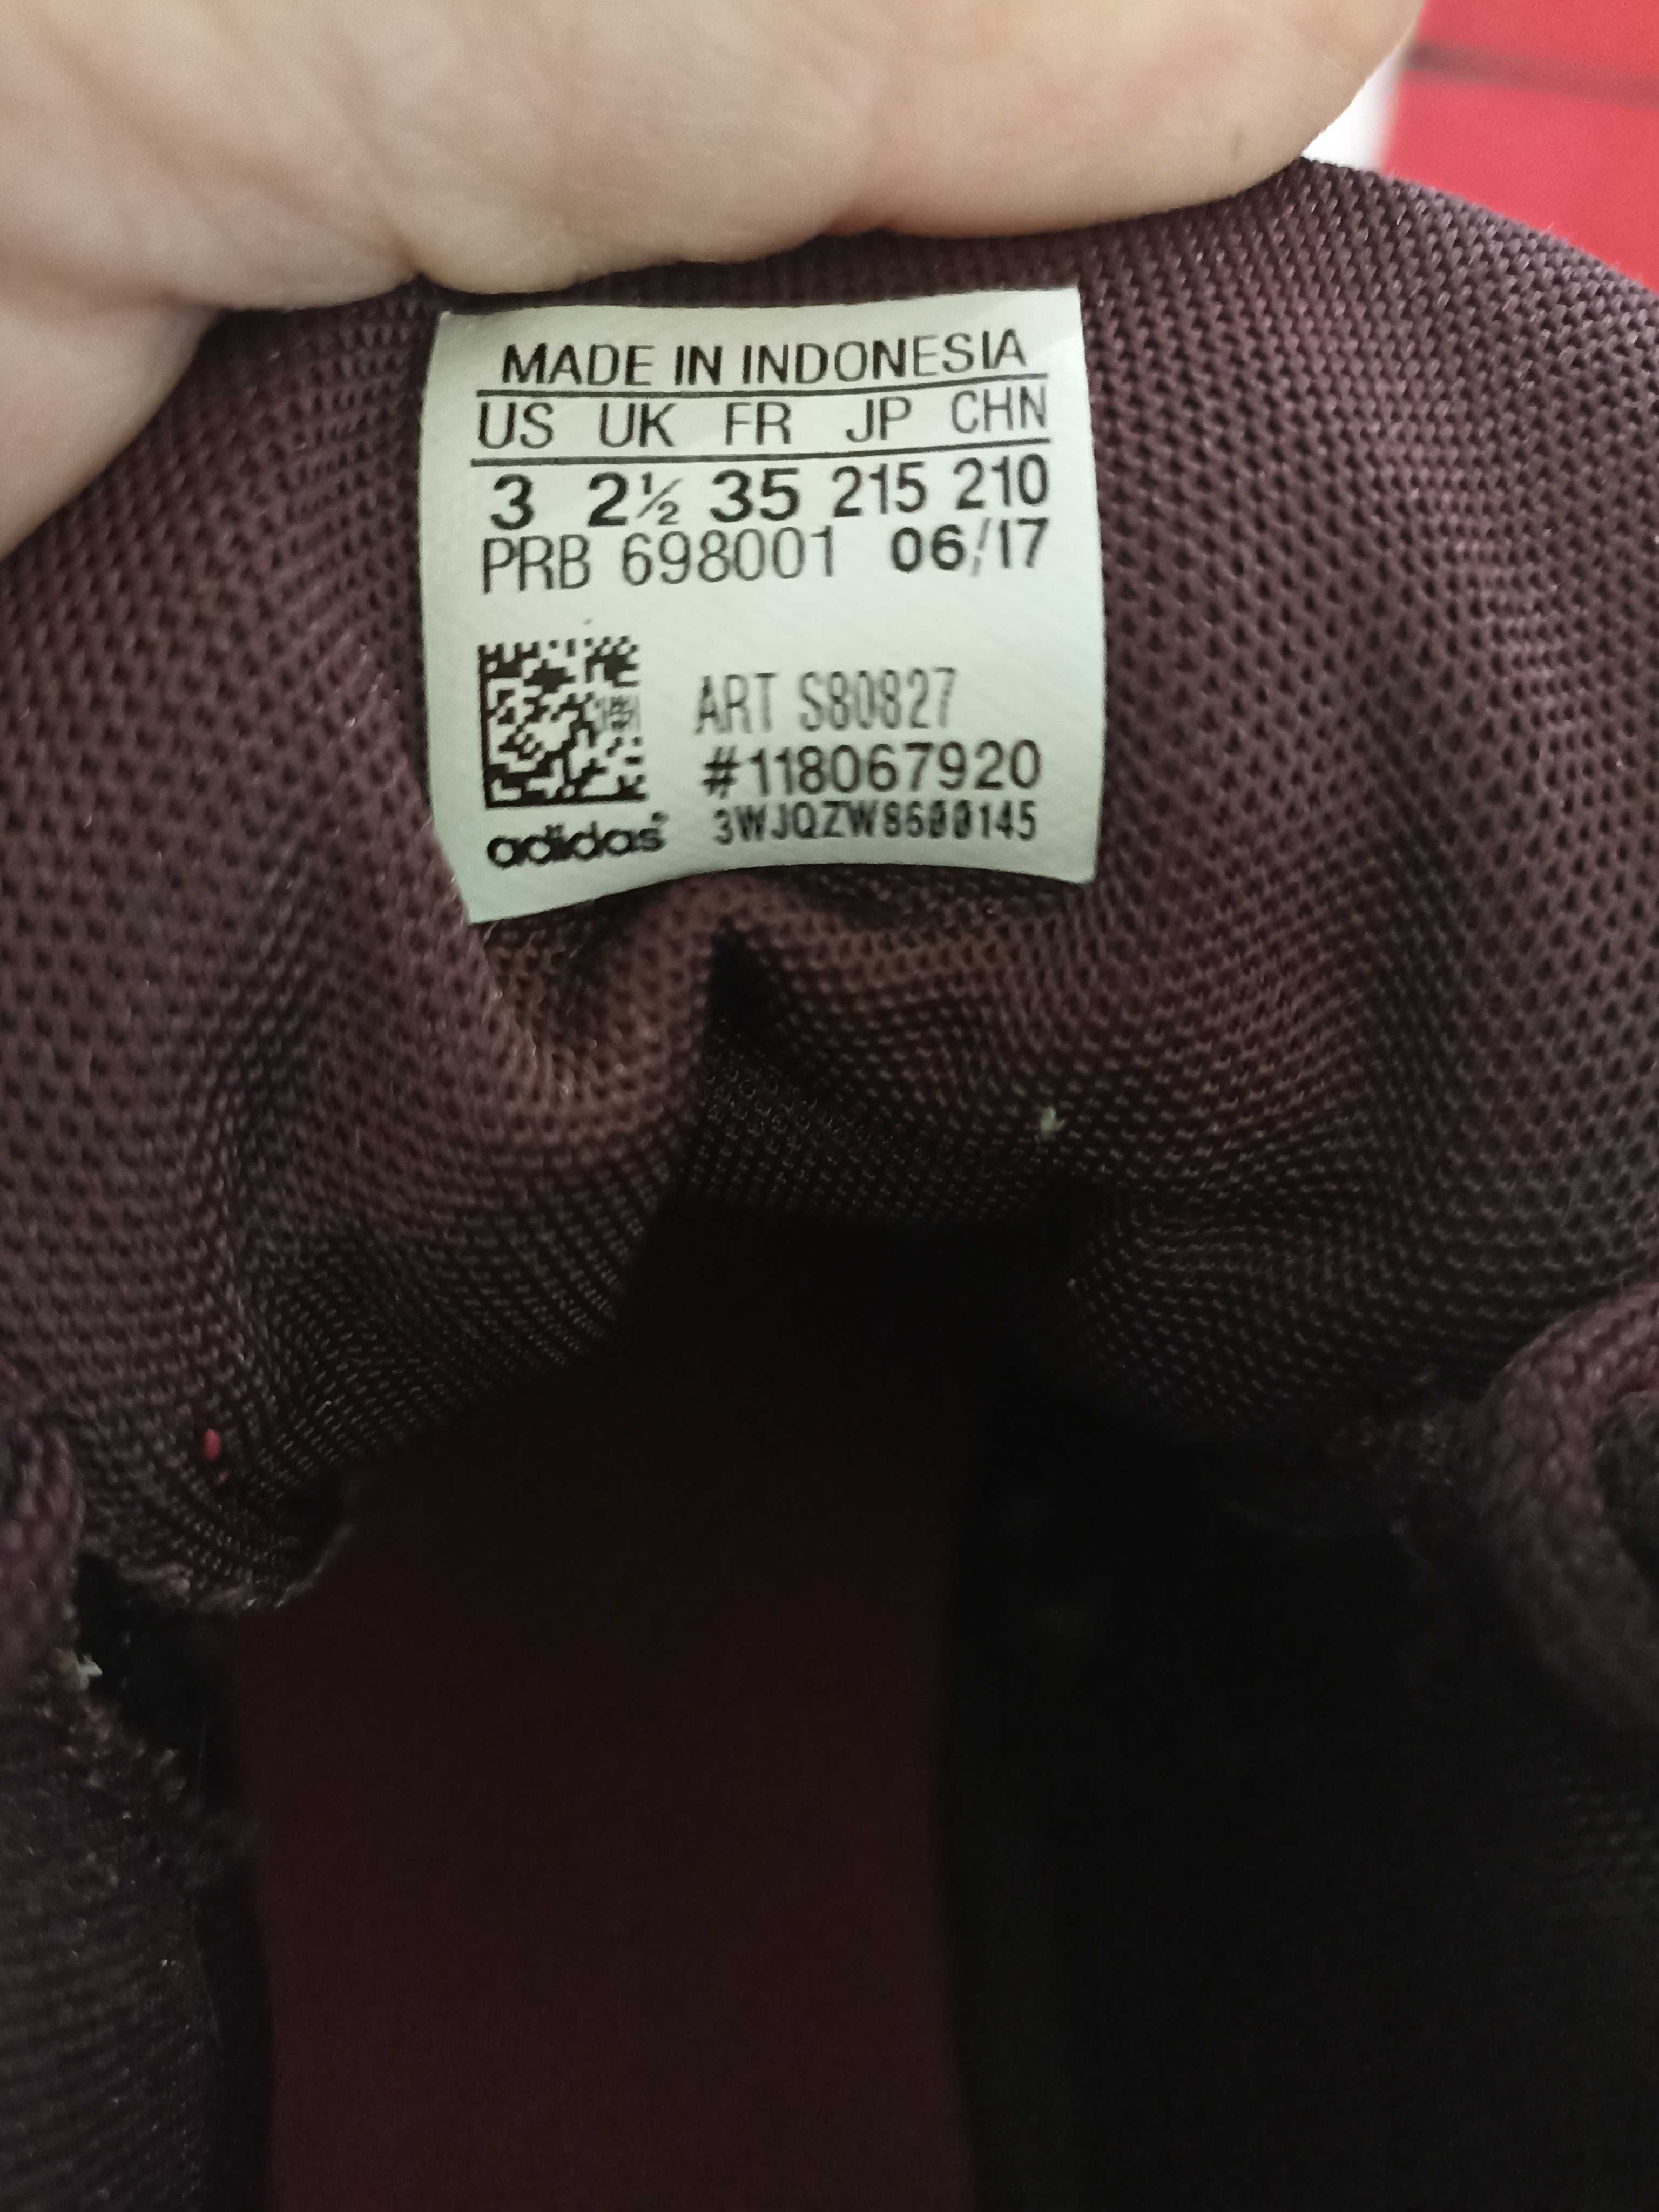 MADE IN INDONESIA
US UK FR JP CHN
3 2½ 35 215 210
PRB 698001 06/17
ART S80827
#118067920
adidas 3WJQZW8600145